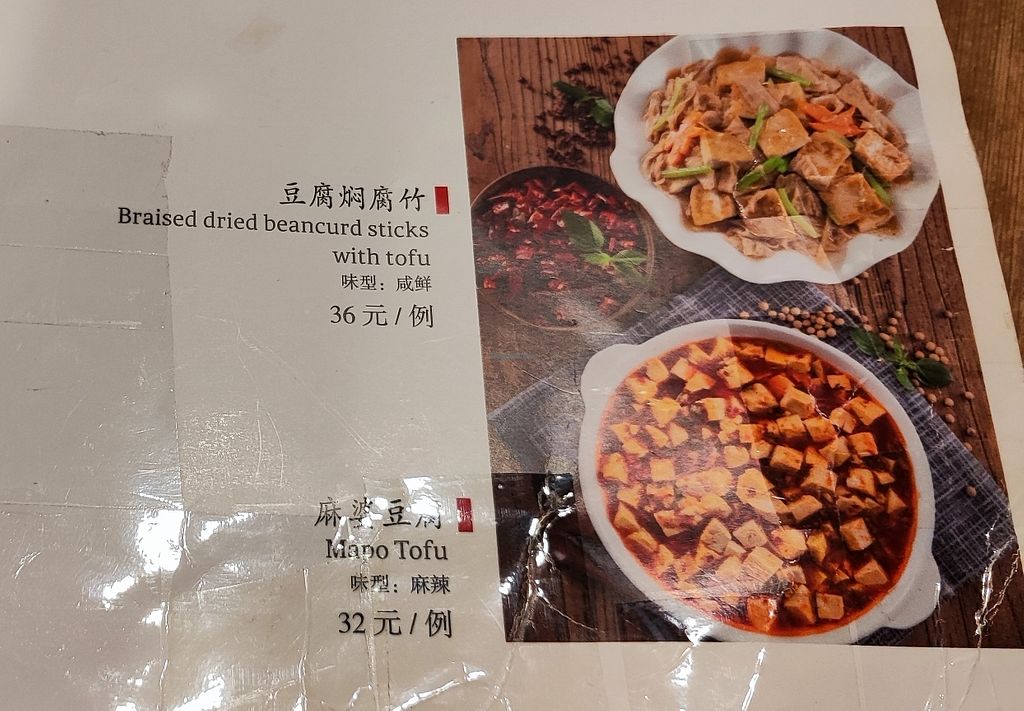 豆腐焖腐竹
Braised dried beancurd sticks
with tofu
味型：咸鲜
36 元 / 例
麻婆豆腐
Mapo Tofu
味型：麻辣
32 元 / 例